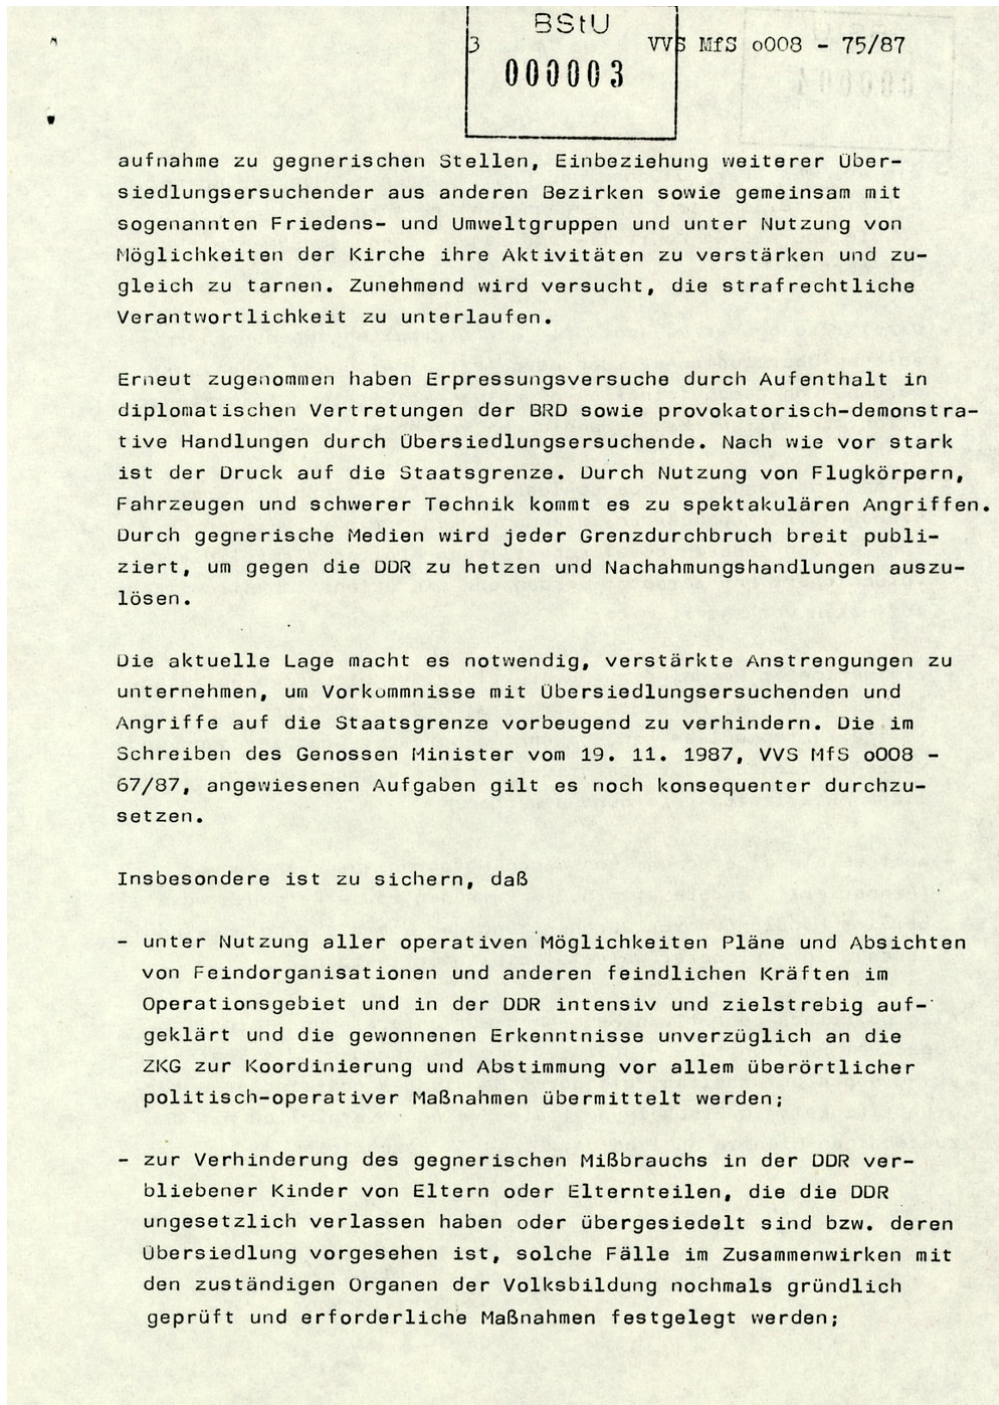 BStU
3 VVS MfS o008 - 75/87
000003
aufnahme zu gegnerischen Stellen, Einbeziehung weiterer Über-
siedlungsersuchender aus anderen Bezirken sowie gemeinsam mit
sogenannten Friedens- und Umweltgruppen und unter Nutzung von
Möglichkeiten der Kirche ihre Aktivitäten zu verstärken und zu-
gleich zu tarnen. Zunehmend wird versucht, die strafrechtliche
Verantwortlichkeit zu unterlaufen.
Erneut zugenommen haben Erpressungsversuche durch Aufenthalt in
diplomatischen Vertretungen der BRD sowie provokatorisch-demonstra-
tive Handlungen durch Übersiedlungsersuchende. Nach wie vor stark
ist der Druck auf die Staatsgrenze. Durch Nutzung von Flugkörpern,
Fahrzeugen und schwerer Technik kommt es zu spektakulären Angriffen.
Durch gegnerische Medien wird jeder Grenzdurchbruch breit publi-
ziert, um gegen die DDR zu hetzen und Nachahmungshandlungen auszu-
lösen.
Die aktuelle Lage macht es notwendig, verstärkte Anstrengungen zu
unternehmen, um Vorkommnisse mit Übersiedlungsersuchenden und
Angriffe auf die Staatsgrenze vorbeugend zu verhindern. Die im
Schreiben des Genossen Minister vom 19. 11. 1987, VVS MfS o008 -
67/87, angewiesenen Aufgaben gilt es noch konsequenter durchzu-
setzen.
Insbesondere ist zu sichern, daß
- unter Nutzung aller operativen Möglichkeiten Pläne und Absichten
von Feindorganisationen und anderen feindlichen Kräften im
Operationsgebiet und in der DDR intensiv und zielstrebig auf-
geklärt und die gewonnenen Erkenntnisse unverzüglich an die
ZKG zur Koordinierung und Abstimmung vor allem überörtlicher
politisch-operativer Maßnahmen übermittelt werden;
- zur Verhinderung des gegnerischen Mißbrauchs in der DDR ver-
bliebener Kinder von Eltern oder Elternteilen, die die DDR
ungesetzlich verlassen haben oder übergesiedelt sind bzw. deren
Übersiedlung vorgesehen ist, solche Fälle im Zusammenwirken mit
den zuständigen Organen der Volksbildung nochmals gründlich
geprüft und erforderliche Maßnahmen festgelegt werden;